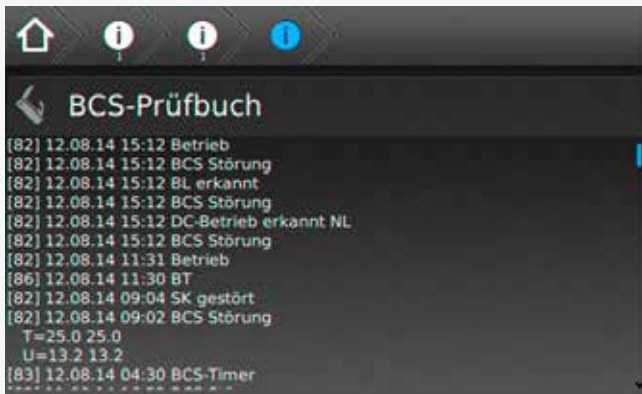 1 1
BCS-Prüfbuch
[82] 12.08.14 15:12 Betrieb
[82] 12.08.14 15:12 BCS Störung
[82] 12.08.14 15:12 BL erkannt
[82] 12.08.14 15:12 BCS Störung
[82] 12.08.14 15:12 DC-Betrieb erkannt NL
[82] 12.08.14 15:12 BCS Störung
[82] 12.08.14 11:31 Betrieb
[86] 12.08.14 11:30 BT
[82] 12.08.14 09:04 SK gestört
[82] 12.08.14 09:02 BCS Störung
T=25.0 25.0
U=13.2 13.2
[83] 12.08.14 04:30 BCS-Timer